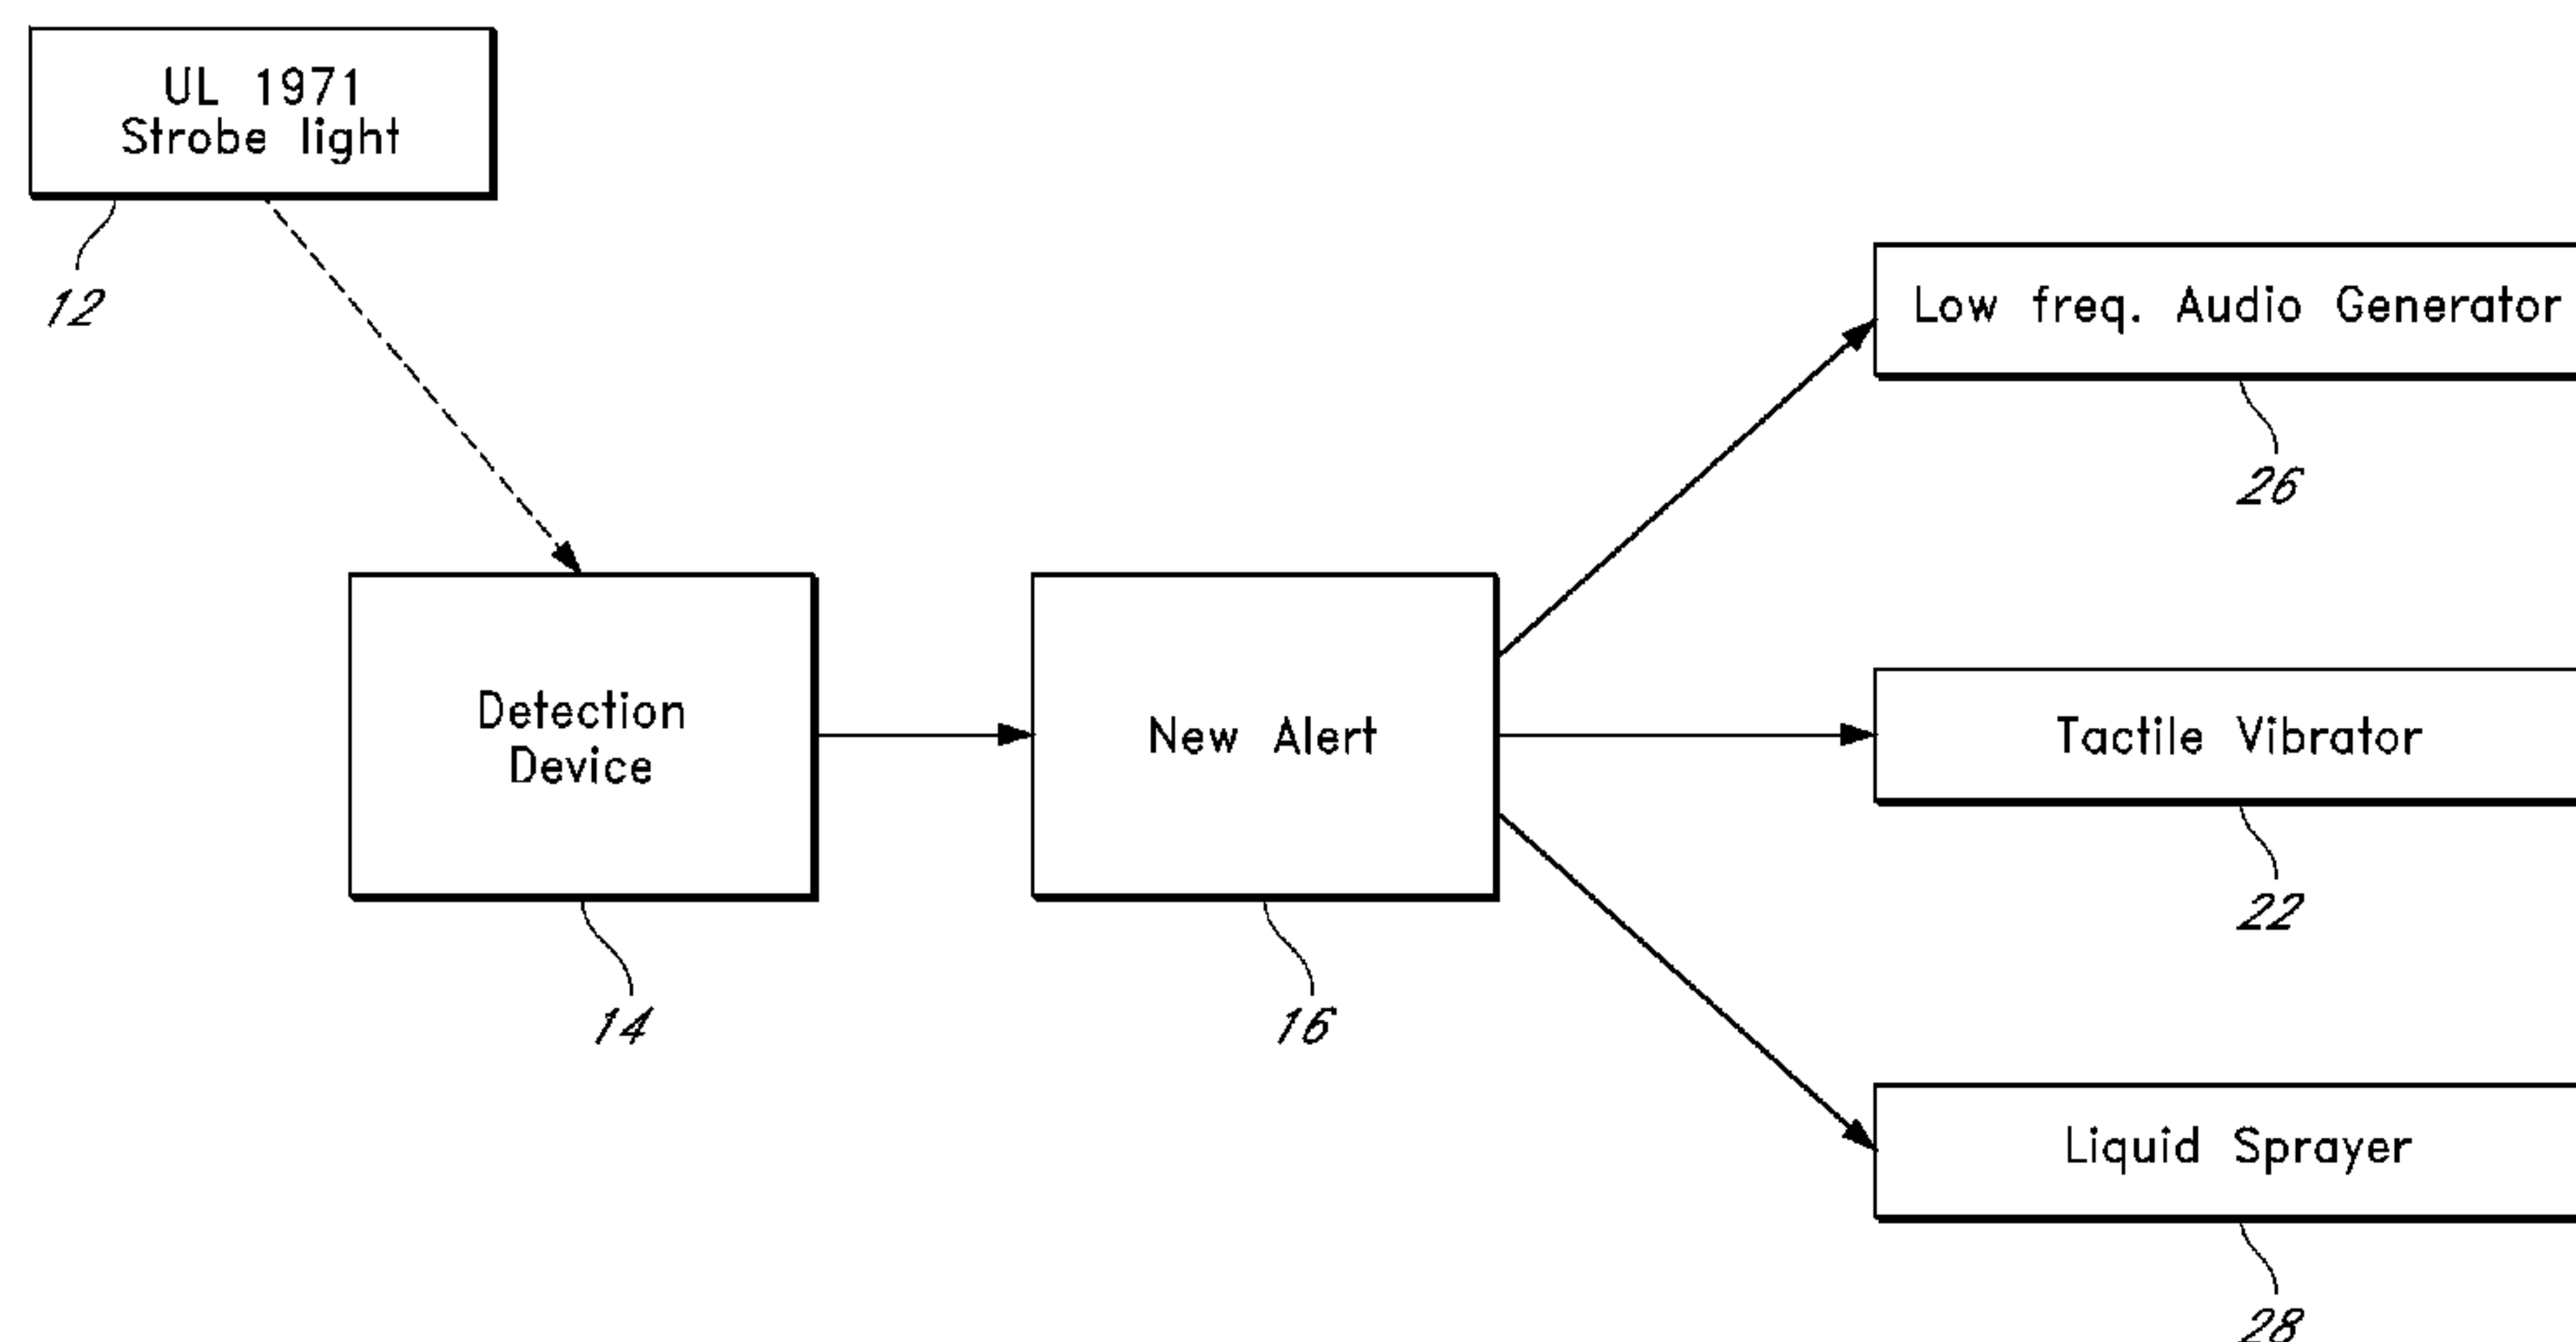 UL 1971
Strobe light
12
Low freq. Audio Generator
26
Detection
Device
14
New Alert
16
Tactile Vibrator
22
Liquid Sprayer
28